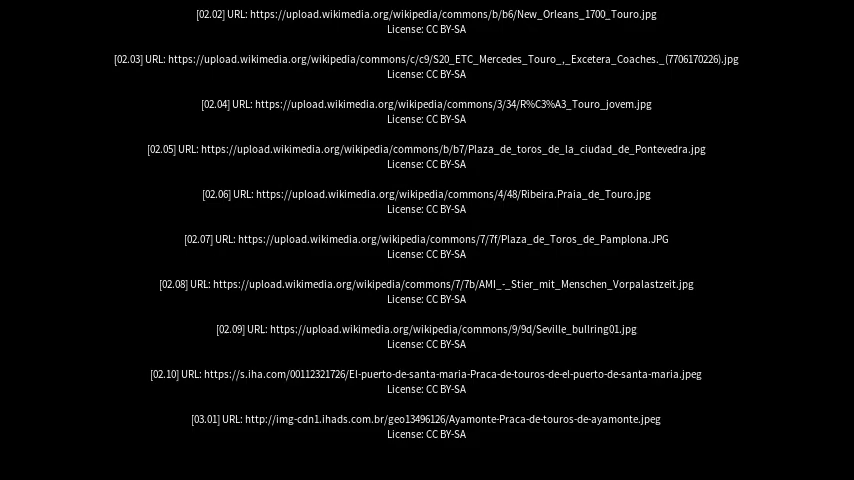 [02.02] URL: https://upload.wikimedia.org/wikipedia/commons/b/b6/New_Orleans_1700_Touro.jpg
License: CC BY-SA
[02.03] URL: https://upload.wikimedia.org/wikipedia/commons/c/c9/S20_ETC_Mercedes_Touro_,_Excetera_Coaches._(7706170226).jpg
License: CC BY-SA
[02.04] URL: https://upload.wikimedia.org/wikipedia/commons/3/34/R%C3%A3_Touro_jovem.jpg
License: CC BY-SA
[02.05] URL: https://upload.wikimedia.org/wikipedia/commons/b/b7/Plaza_de_toros_de_la_ciudad_de_Pontevedra.jpg
License: CC BY-SA
[02.06] URL: https://upload.wikimedia.org/wikipedia/commons/4/48/Ribeira.Praia_de_Touro.jpg
License: CC BY-SA
[02.07] URL: https://upload.wikimedia.org/wikipedia/commons/7/7f/Plaza_de_Toros_de_Pamplona.JPG
License: CC BY-SA
[02.08] URL: https://upload.wikimedia.org/wikipedia/commons/7/7b/AMI_-_Stier_mit_Menschen_Vorpalastzeit.jpg
License: CC BY-SA
[02.09] URL: https://upload.wikimedia.org/wikipedia/commons/9/9d/Seville_bullring01.jpg
License: CC BY-SA
[02.10] URL: https://s.iha.com/00112321726/El-puerto-de-santa-maria-Praca-de-touros-de-el-puerto-de-santa-maria.jpeg
License: CC BY-SA
[03.01] URL: http://img-cdn1.ihads.com.br/geo13496126/Ayamonte-Praca-de-touros-de-ayamonte.jpeg
License: CC BY-SA